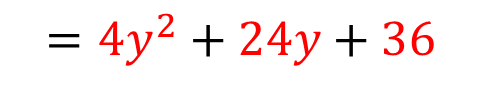 = 4y² + 24y + 36